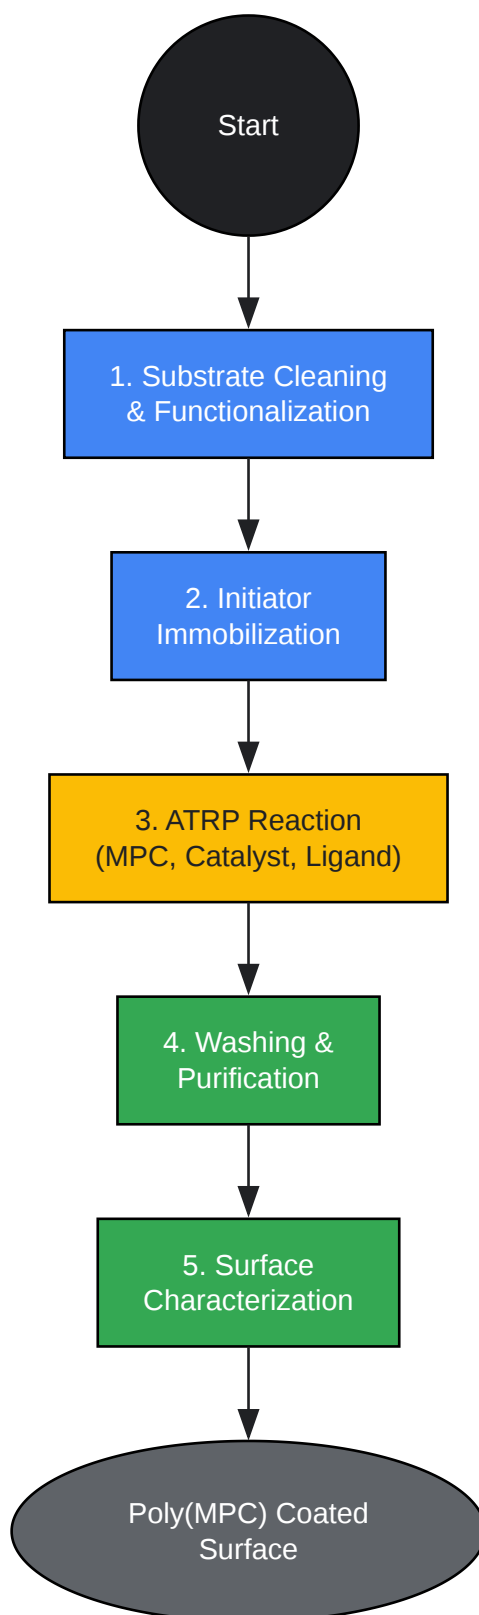 Start
1. Substrate Cleaning
& Functionalization
2. Initiator
Immobilization
3. ATRP Reaction
(MPC, Catalyst, Ligand)
4. Washing &
Purification
5. Surface
Characterization
Poly(MPC) Coated
Surface